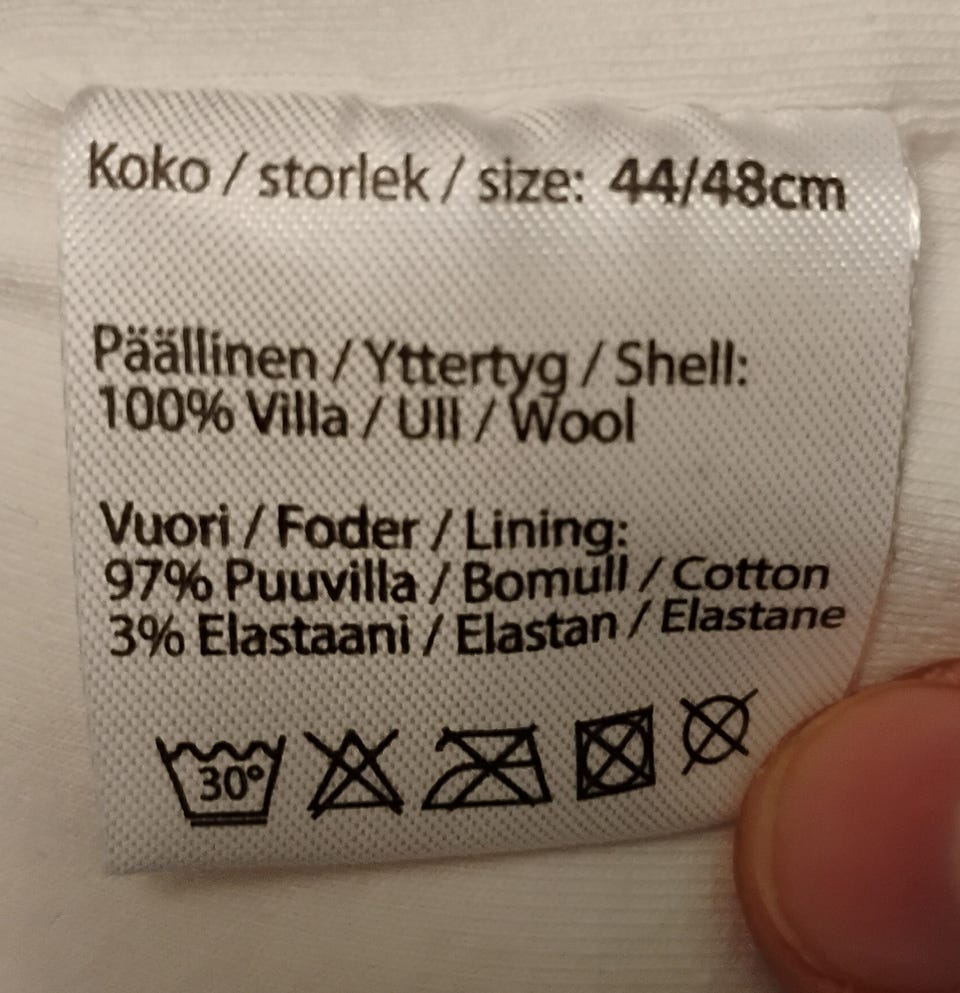 Koko / storlek / size: 44/48cm
Päällinen / Yttertyg / Shell:
100% Villa / Ull / Wool
Vuori / Foder / Lining:
97% Puuvilla / Bomull / Cotton
3% Elastaani / Elastan / Elastane
30°